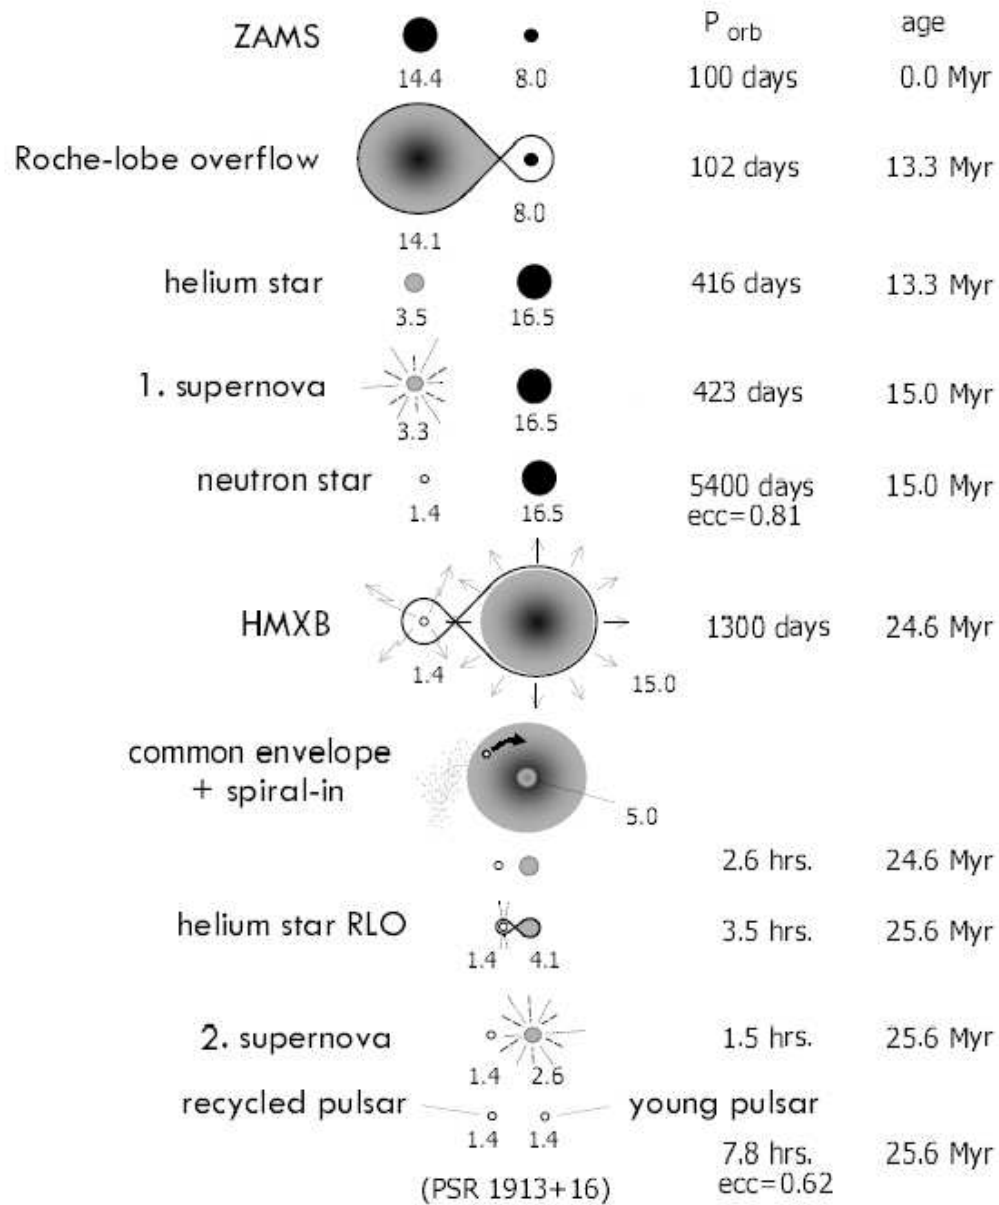 P orb age
ZAMS
14.4 8.0 100 days 0.0 Myr
Roche-lobe overflow 102 days 13.3 Myr
8.0
14.1
helium star 416 days 13.3 Myr
3.5 16.5
1. supernova 423 days 15.0 Myr
3.3 16.5
neutron star 5400 days 15.0 Myr
1.4 16.5 ecc=0.81
HMXB 1300 days 24.6 Myr
1.4 15.0
common envelope
+ spiral-in
5.0
2.6 hrs. 24.6 Myr
helium star RLO 3.5 hrs. 25.6 Myr
1.4 4.1
2. supernova 1.5 hrs. 25.6 Myr
1.4 2.6
recycled pulsar young pulsar
1.4 1.4
7.8 hrs. 25.6 Myr
(PSR 1913+16) ecc=0.62